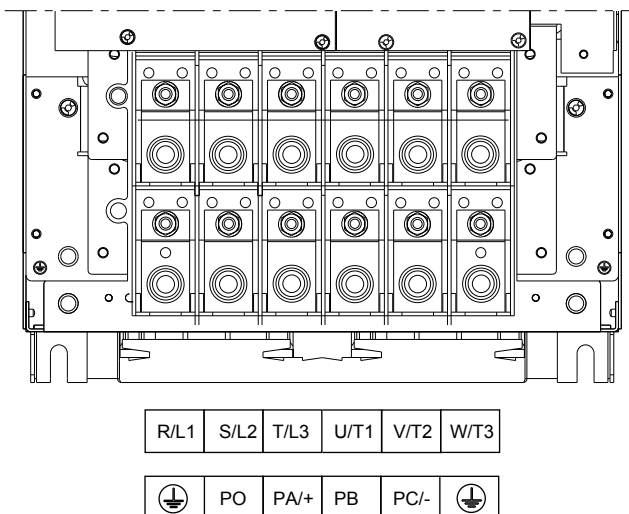 R/L1 S/L2 T/L3 U/T1 V/T2 W/T3
PO PA/+ PB PC/-